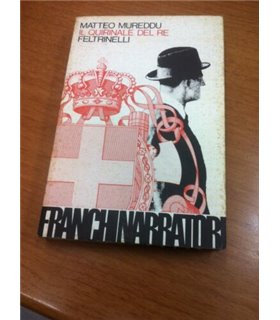 MATTEO MUREDDU
IL QUIRINALE DEL RE
FELTRINELLI
FRANCHI NARRATORI